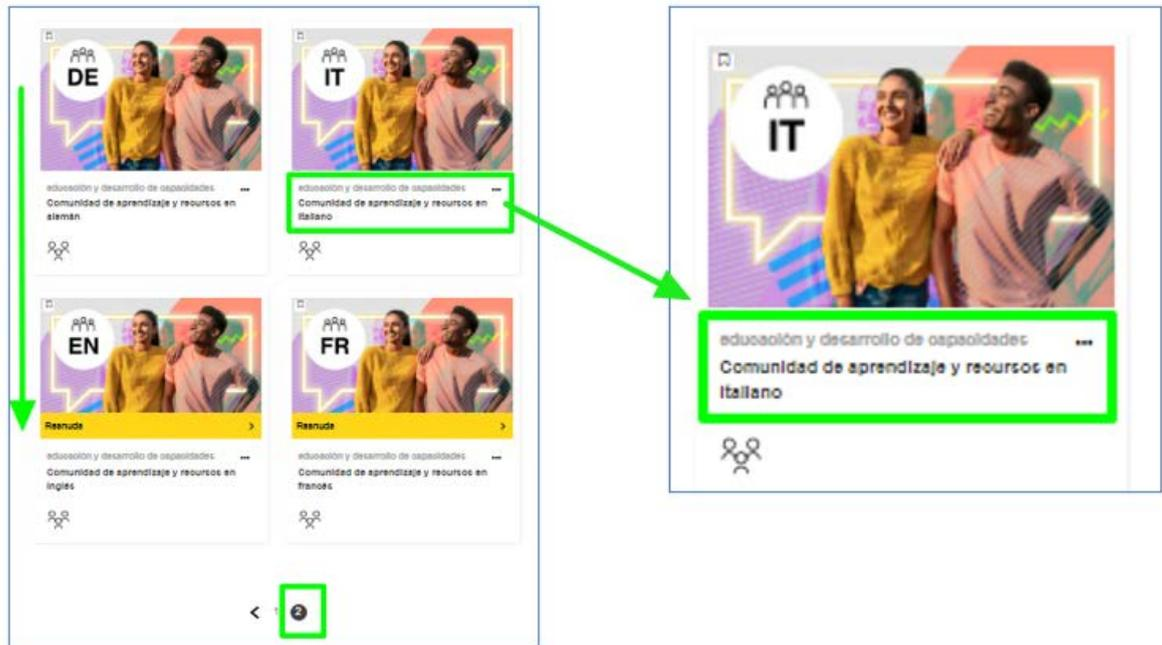 DE
educación y desarrollo de capacidades ...
Comunidad de aprendizaje y recursos en
alemán
IT
educación y desarrollo de capacidades ...
Comunidad de aprendizaje y recursos en
italiano
EN
Reanuda >
educación y desarrollo de capacidades ...
Comunidad de aprendizaje y recursos en
inglés
FR
Reanuda >
educación y desarrollo de capacidades ...
Comunidad de aprendizaje y recursos en
francés
< 1 2
IT
educación y desarrollo de capacidades ...
Comunidad de aprendizaje y recursos en
italiano